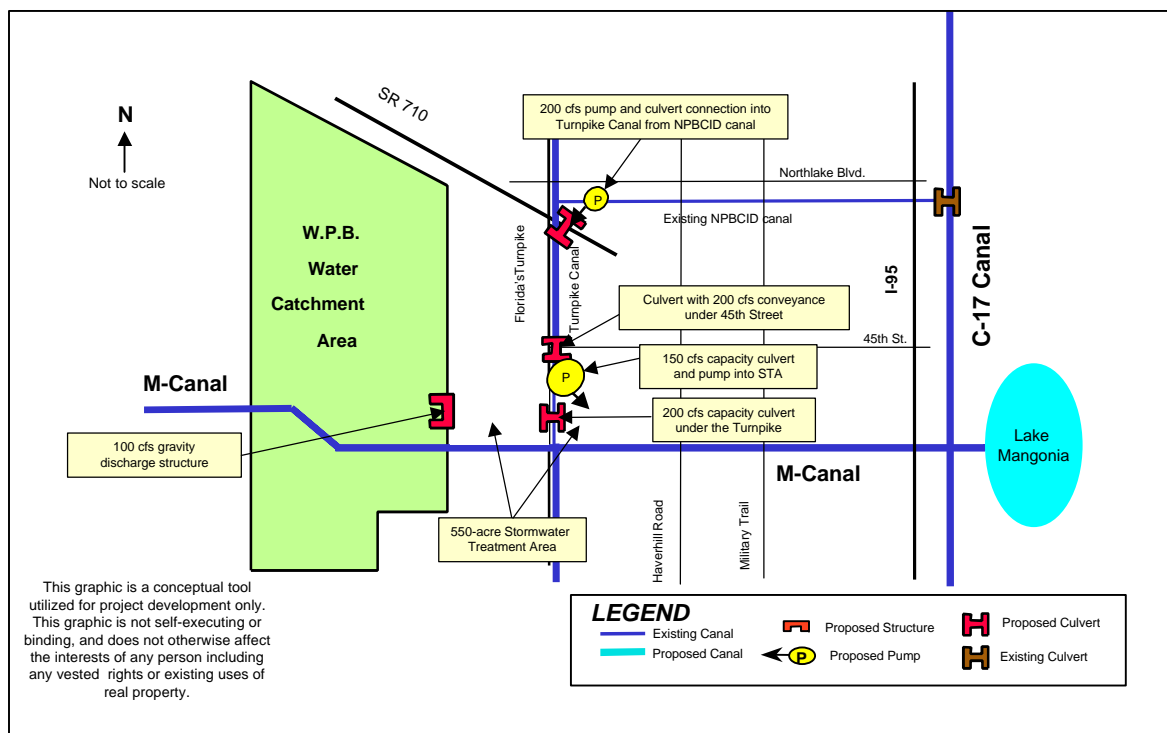 N
Not to scale
SR 710
200 cfs pump and culvert connection into
Turnpike Canal from NPBCID canal
Northlake Blvd.
P
Existing NPBCID canal
W.P.B.
Water
Catchment
Area
Florida'sTurnpike
Turnpike Canal
I-95
C-17 Canal
Culvert with 200 cfs conveyance
under 45th Street
45th St.
P
150 cfs capacity culvert
and pump into STA
M-Canal
200 cfs capacity culvert
under the Turnpike
100 cfs gravity
discharge structure
Lake
Mangonia
M-Canal
550-acre Stormwater
Treatment Area
Haverhill Road
Military Trail
This graphic is a conceptual tool
utilized for project development only.
This graphic is not self-executing or
binding, and does not otherwise affect
the interests of any person including
any vested rights or existing uses of
real property.
LEGEND
Existing Canal
Proposed Canal
Proposed Structure
P
Proposed Pump
Proposed Culvert
Existing Culvert